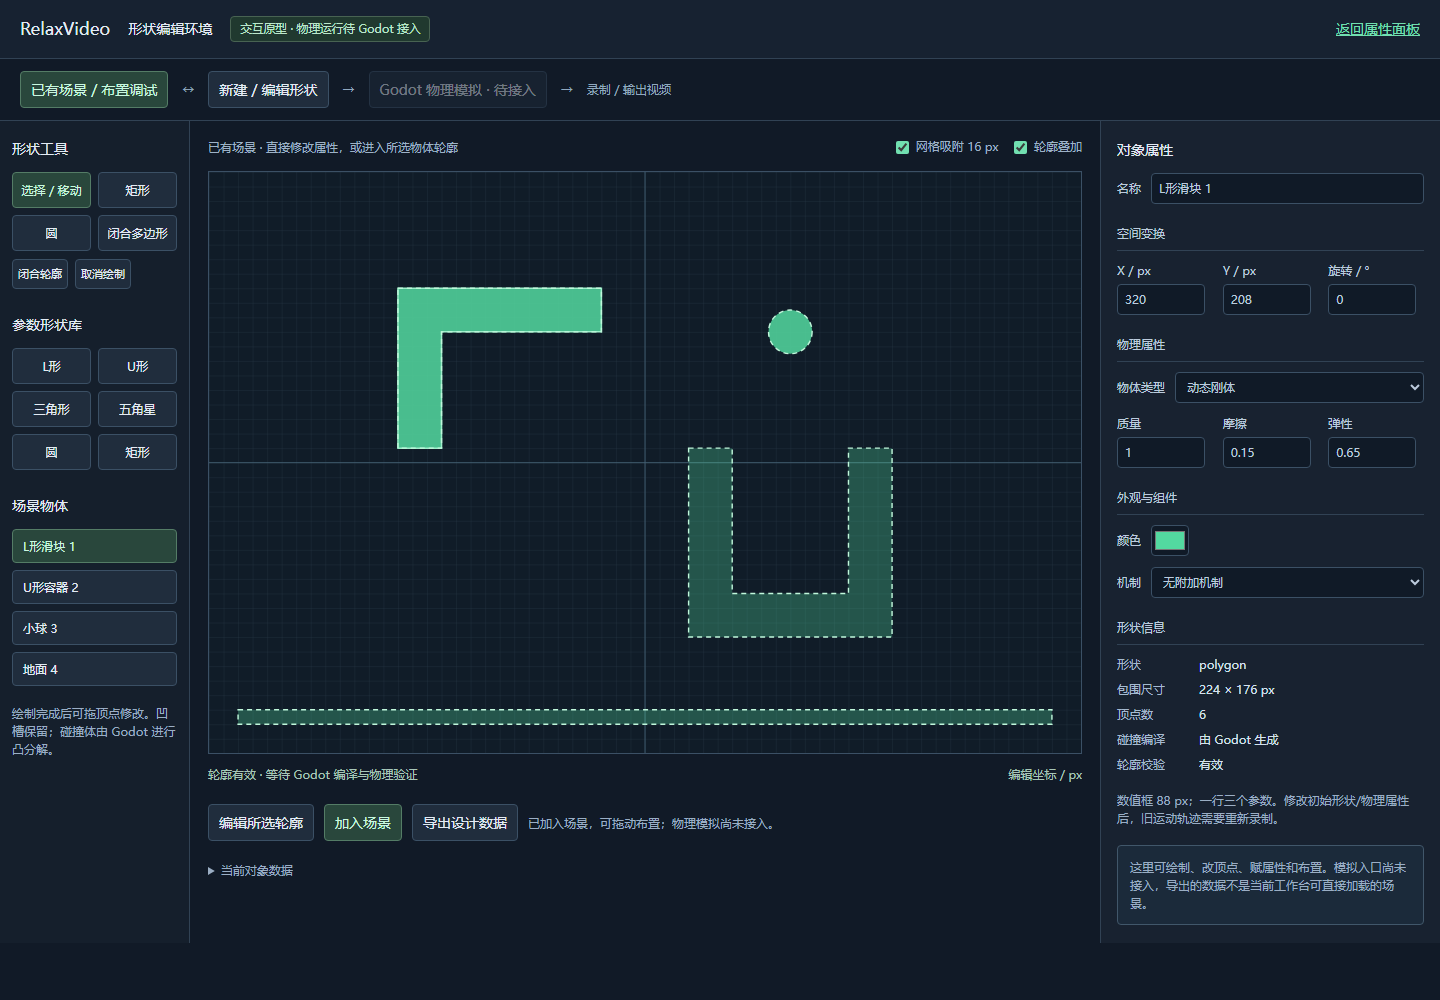 RelaxVideo 形状编辑环境 交互原型 · 物理运行待 Godot 接入 返回属性面板
已有场景 / 布置调试 ↔ 新建 / 编辑形状 → Godot 物理模拟 · 待接入 → 录制 / 输出视频
形状工具
选择 / 移动 矩形
圆 闭合多边形
闭合轮廓 取消绘制
参数形状库
L形 U形
三角形 五角星
圆 矩形
场景物体
L形滑块 1
U形容器 2
小球 3
地面 4
绘制完成后可拖顶点修改。凹
槽保留；碰撞体由 Godot 进行
凸分解。
已有场景 · 直接修改属性，或进入所选物体轮廓 网格吸附 16 px 轮廓叠加
轮廓有效 · 等待 Godot 编译与物理验证 编辑坐标 / px
编辑所选轮廓 加入场景 导出设计数据 已加入场景，可拖动布置；物理模拟尚未接入。
当前对象数据
对象属性
名称 L形滑块 1
空间变换
X / px Y / px 旋转 / °
320 208 0
物理属性
物体类型 动态刚体
质量 摩擦 弹性
1 0.15 0.65
外观与组件
颜色
机制 无附加机制
形状信息
形状 polygon
包围尺寸 224 × 176 px
顶点数 6
碰撞编译 由 Godot 生成
轮廓校验 有效
数值框 88 px；一行三个参数。修改初始形状/物理属性
后，旧运动轨迹需要重新录制。
这里可绘制、改顶点、赋属性和布置。模拟入口尚未
接入，导出的数据不是当前工作台可直接加载的场
景。